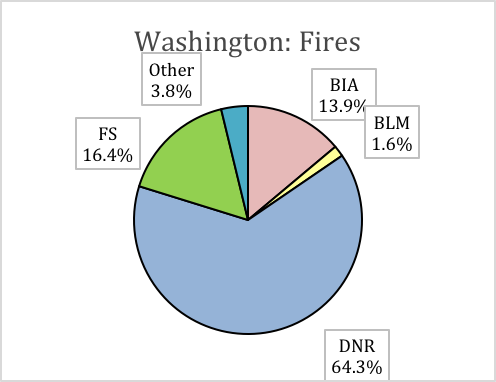 Washington: Fires
Other
3.8%
BIA
13.9%
BLM
1.6%
FS
16.4%
DNR
64.3%